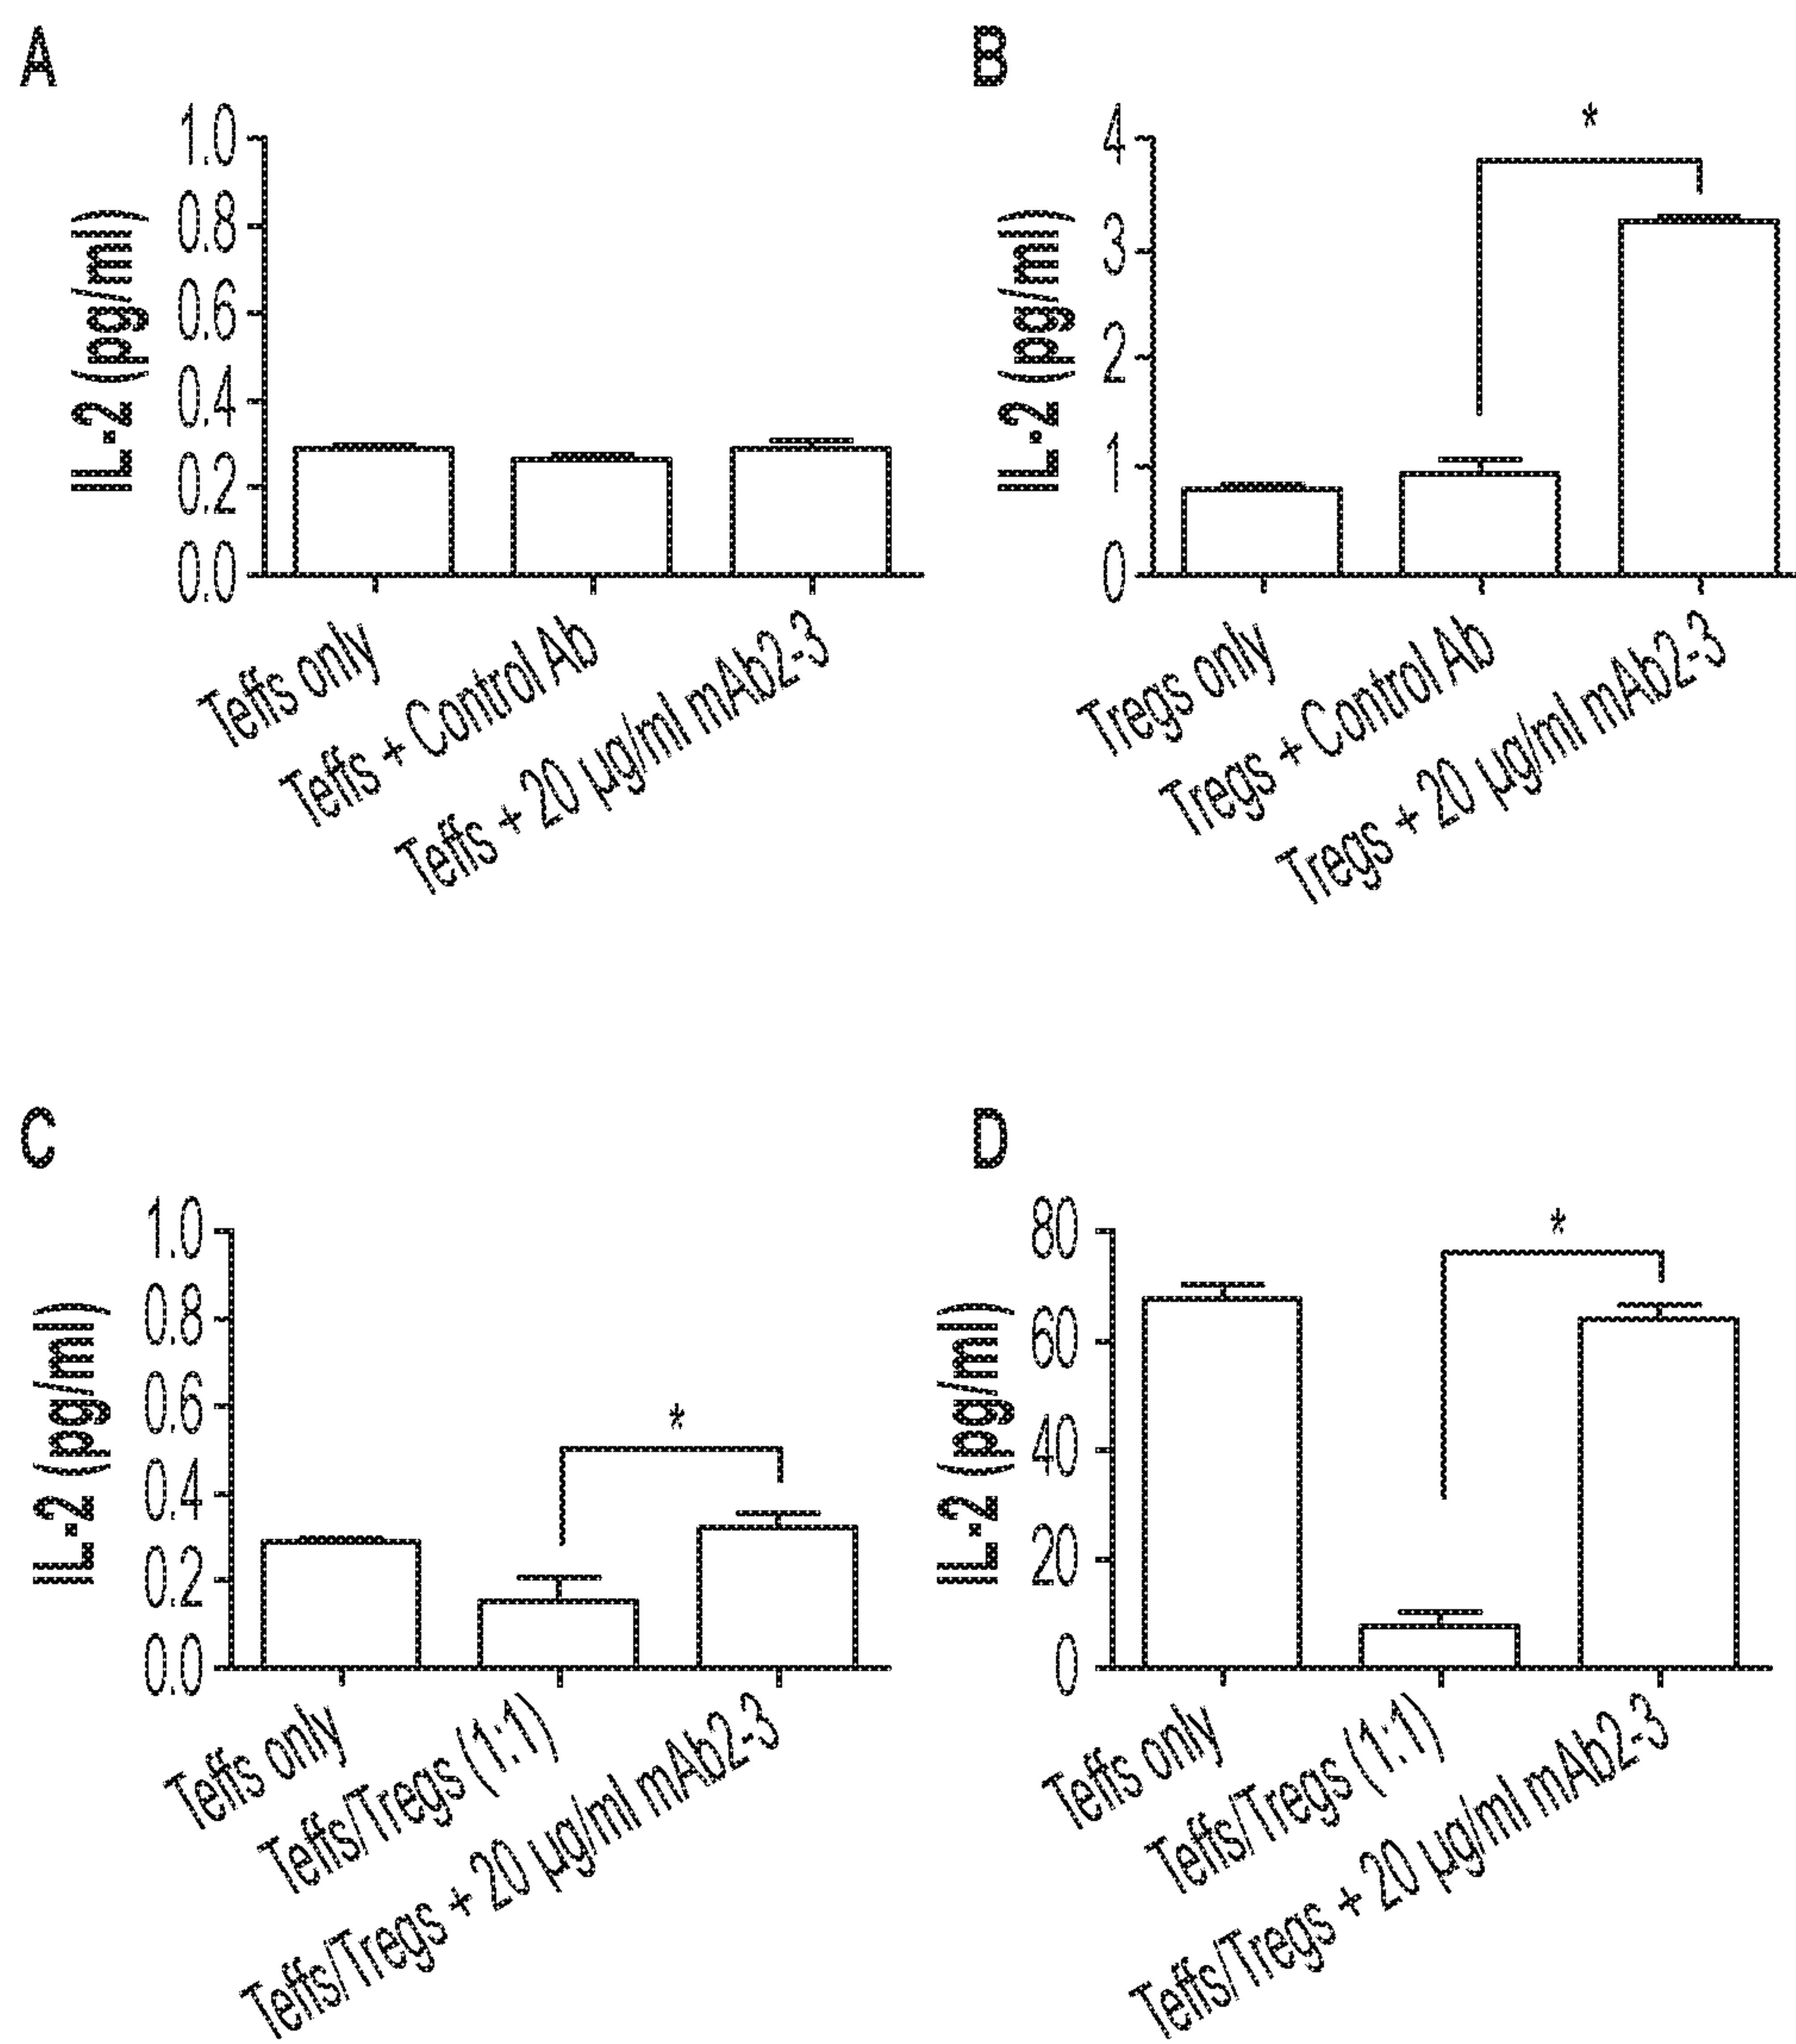 A
IL-2 (pg/ml)
1.0
0.8
0.6
0.4
0.2
0.0
Teffs only
Teffs + Control Ab
Teffs + 20 µg/ml mAb2-3
B
IL-2 (pg/ml)
4
3
2
1
0
*
Tregs only
Tregs + Control Ab
Tregs + 20 µg/ml mAb2-3
C
IL-2 (pg/ml)
1.0
0.8
0.6
0.4
0.2
0.0
*
Teffs only
Teffs/Tregs (1:1)
Teffs/Tregs + 20 µg/ml mAb2-3
D
IL-2 (pg/ml)
80
60
40
20
0
*
Teffs only
Teffs/Tregs (1:1)
Teffs/Tregs + 20 µg/ml mAb2-3